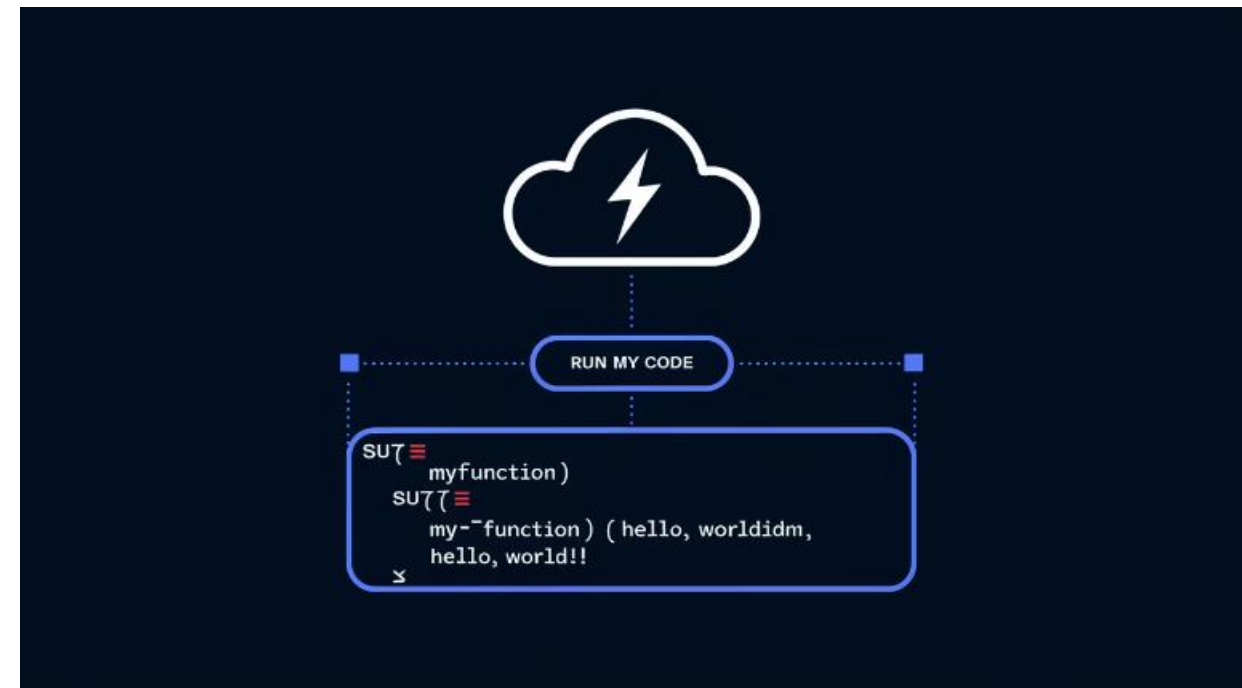 RUN MY CODE
myfunction)
my-‾function) (hello, worldidm,
hello, world!!